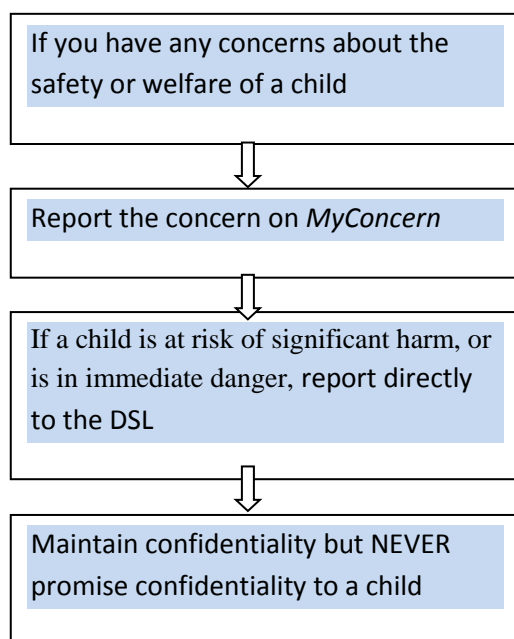 If you have any concerns about the
safety or welfare of a child
Report the concern on MyConcern
If a child is at risk of significant harm, or
is in immediate danger, report directly
to the DSL
Maintain confidentiality but NEVER
promise confidentiality to a child